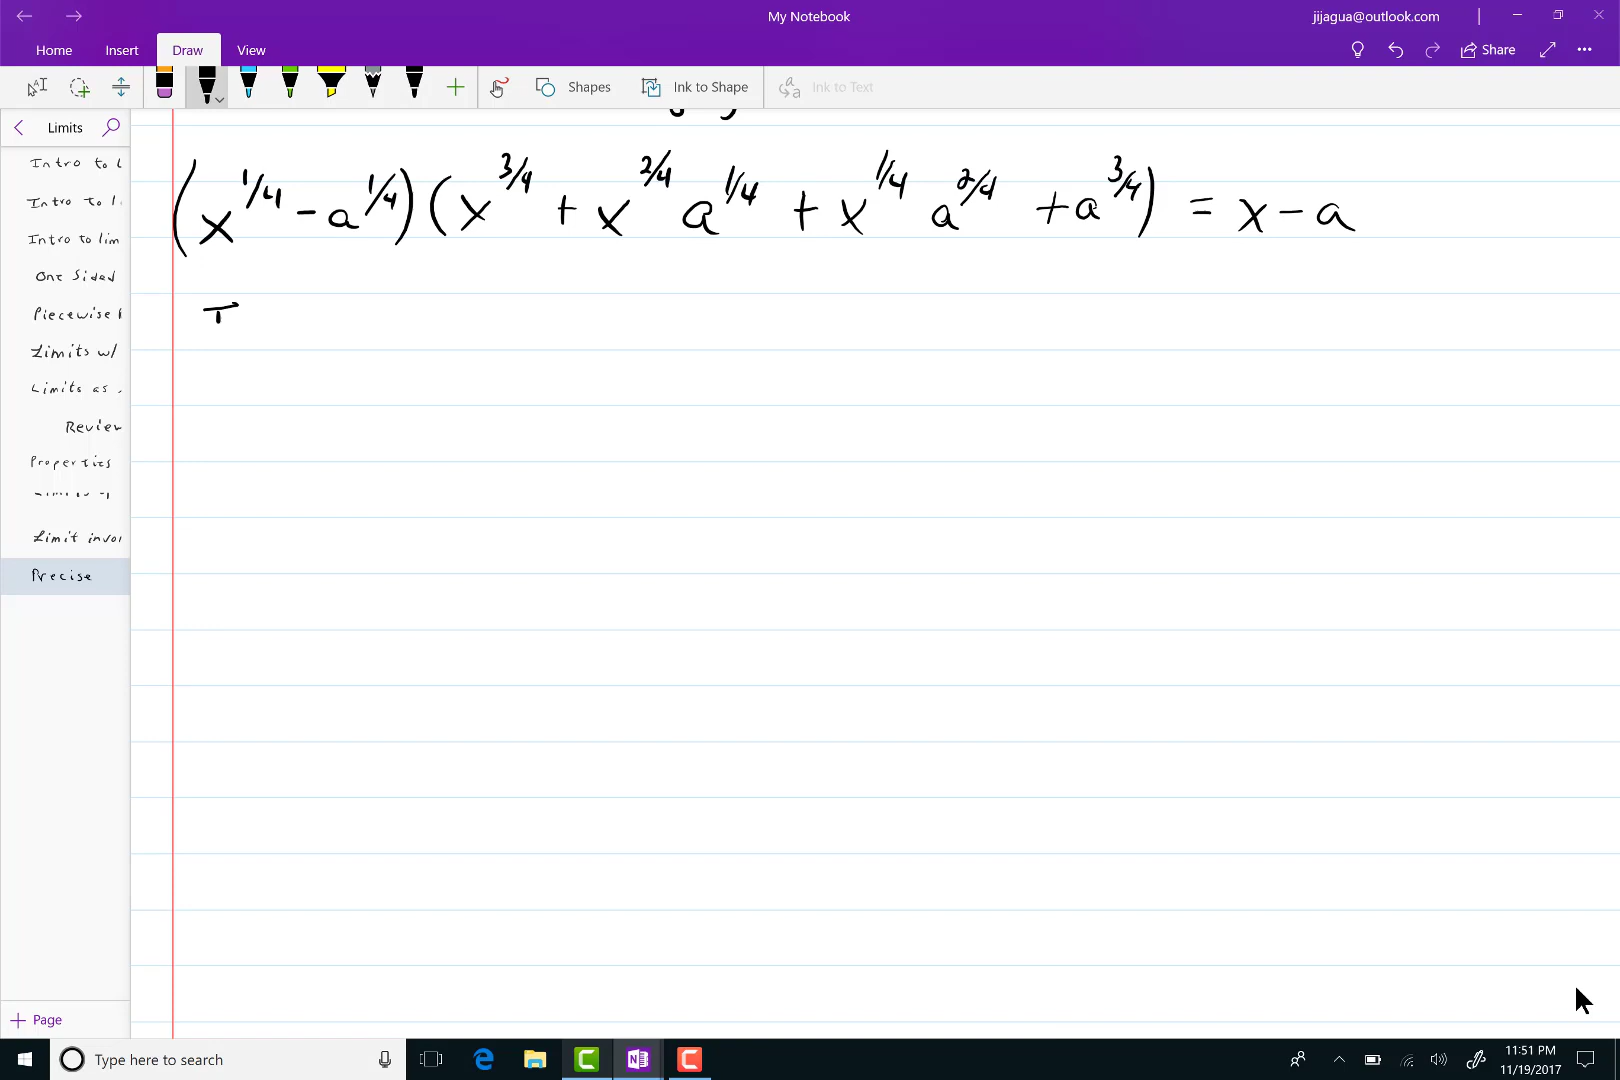 My Notebook
jijagua@outlook.com
Home Insert Draw View
Share
Shapes
Ink to Shape
Ink to Text
Limits
Intro to L
Intro to l
Intro to lim
One Sided
Piecewise
Limits w/
Limits as
Review
Properties
Limit invol
Precise
(x^{1/4} - a^{1/4})(x^{3/4} + x^{2/4} a^{1/4} + x^{1/4} a^{2/4} + a^{3/4}) = x - a
+ Page
Type here to search
11:51 PM
11/19/2017